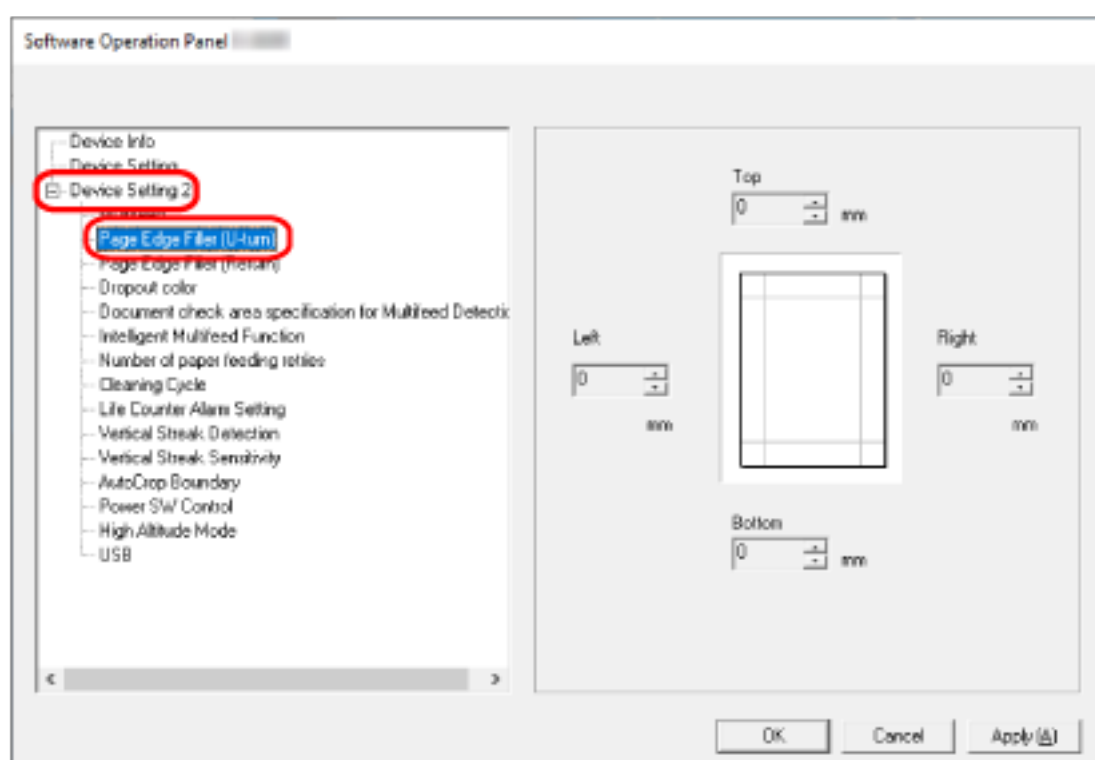 Software Operation Panel
Device Info
Device Setting
Device Setting 2
Page Edge Filler (U-turn)
Page Edge Filler (Return)
Dropout color
Document check area specification for Multifeed Detectic
Intelligent Multifeed Function
Number of paper feeding retries
Cleaning Cycle
Life Counter Alarm Setting
Vertical Streak Detection
Vertical Streak Sensitivity
AutoCrop Boundary
Power SW Control
High Altitude Mode
USB
Top
0 mm
Left
0
mm
Right
0
mm
Bottom
0 mm
OK Cancel Apply (A)